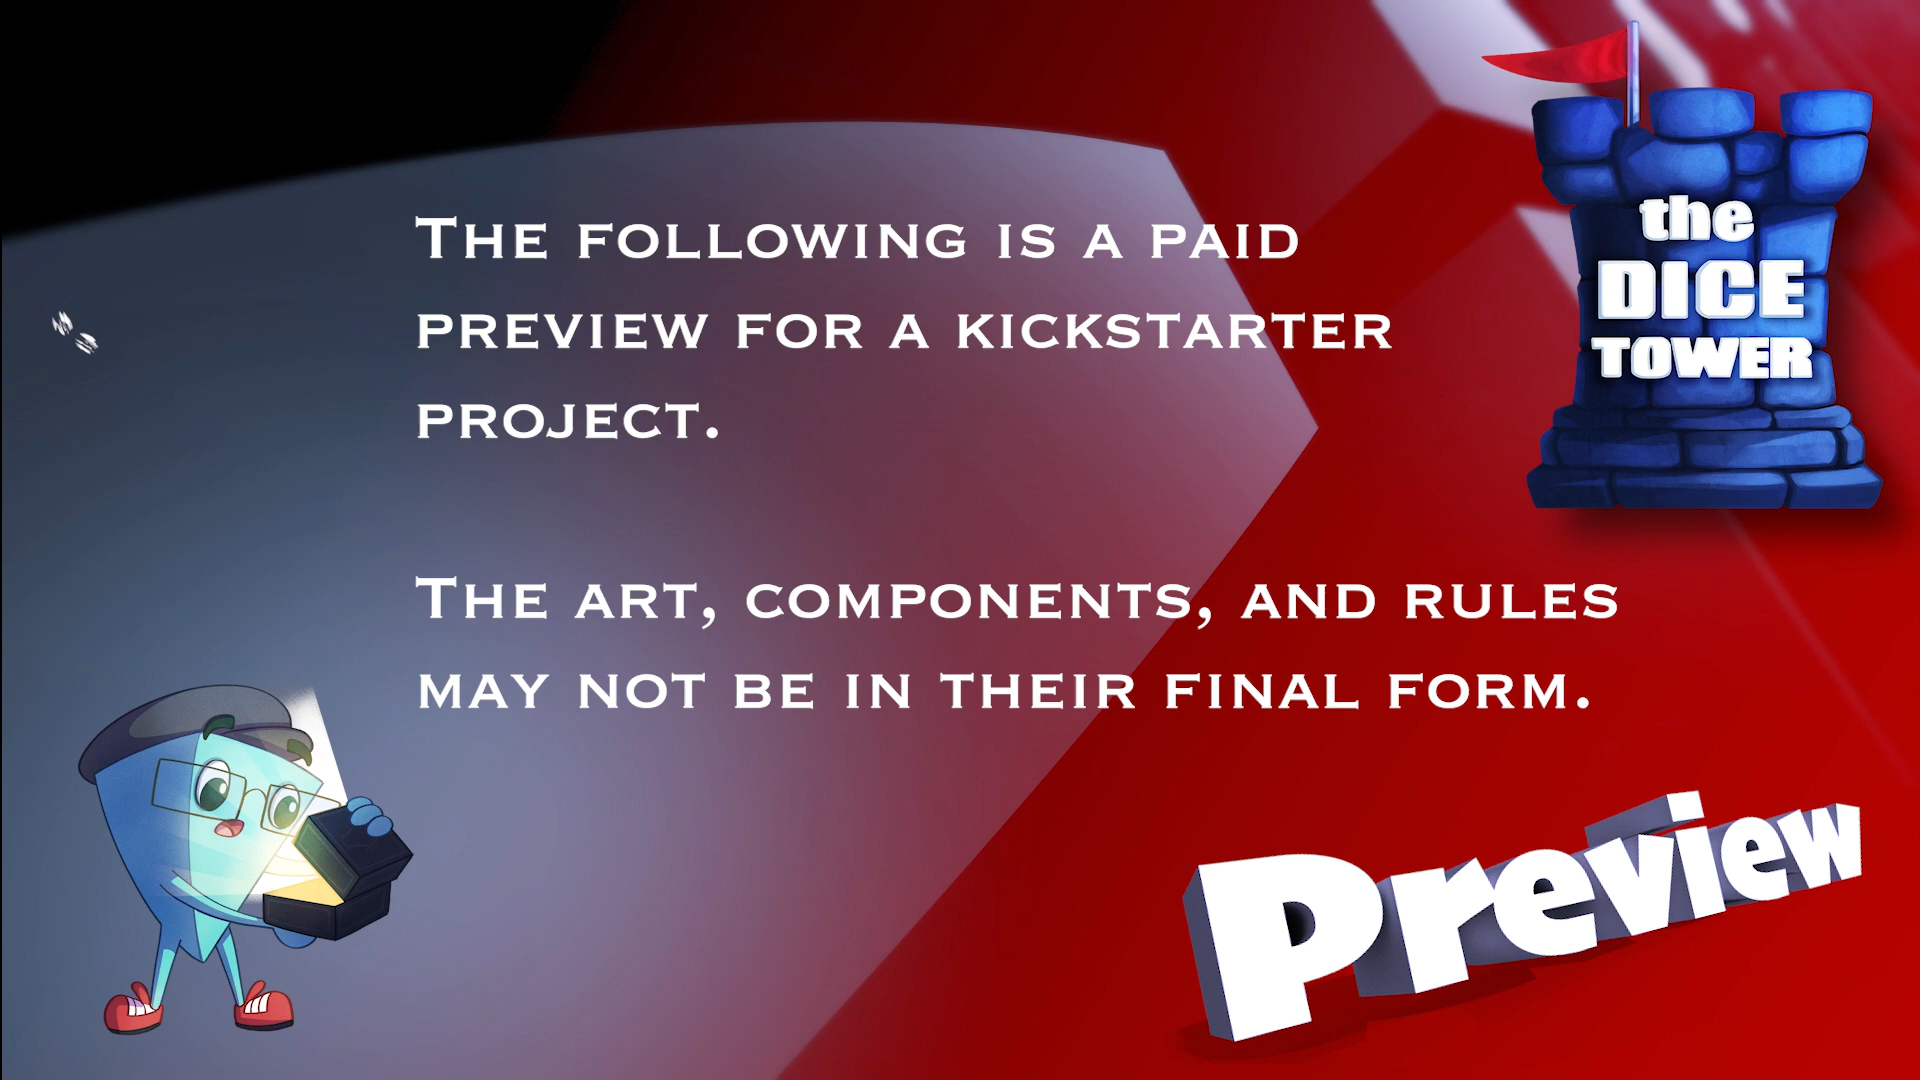 The following is a paid
preview for a kickstarter
project.
The art, components, and rules
may not be in their final form.
the
DICE
TOWER
Preview